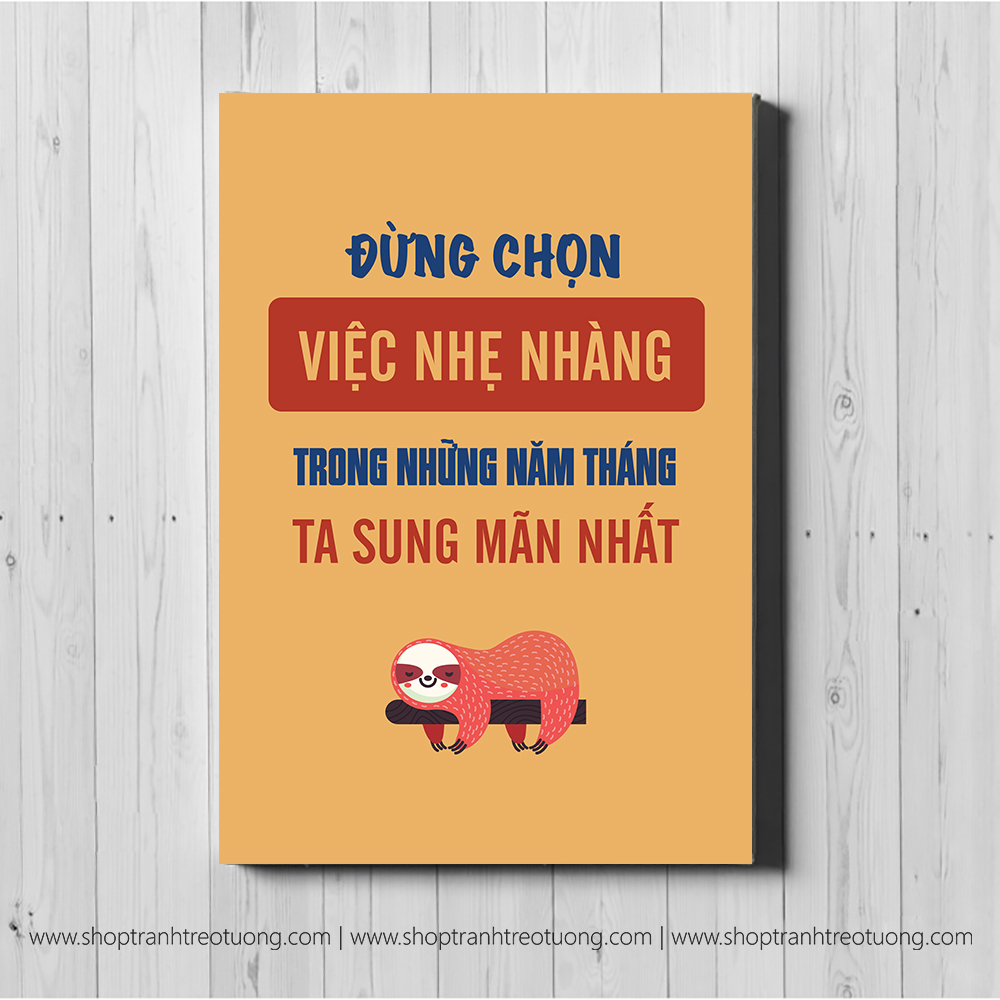 ĐỪNG CHỌN
VIỆC NHẸ NHÀNG
TRONG NHỮNG NĂM THÁNG
TA SUNG MÃN NHẤT
www.shoptranhtreotuong.com | www.shoptranhtreotuong.com | www.shoptranhtreotuong.com